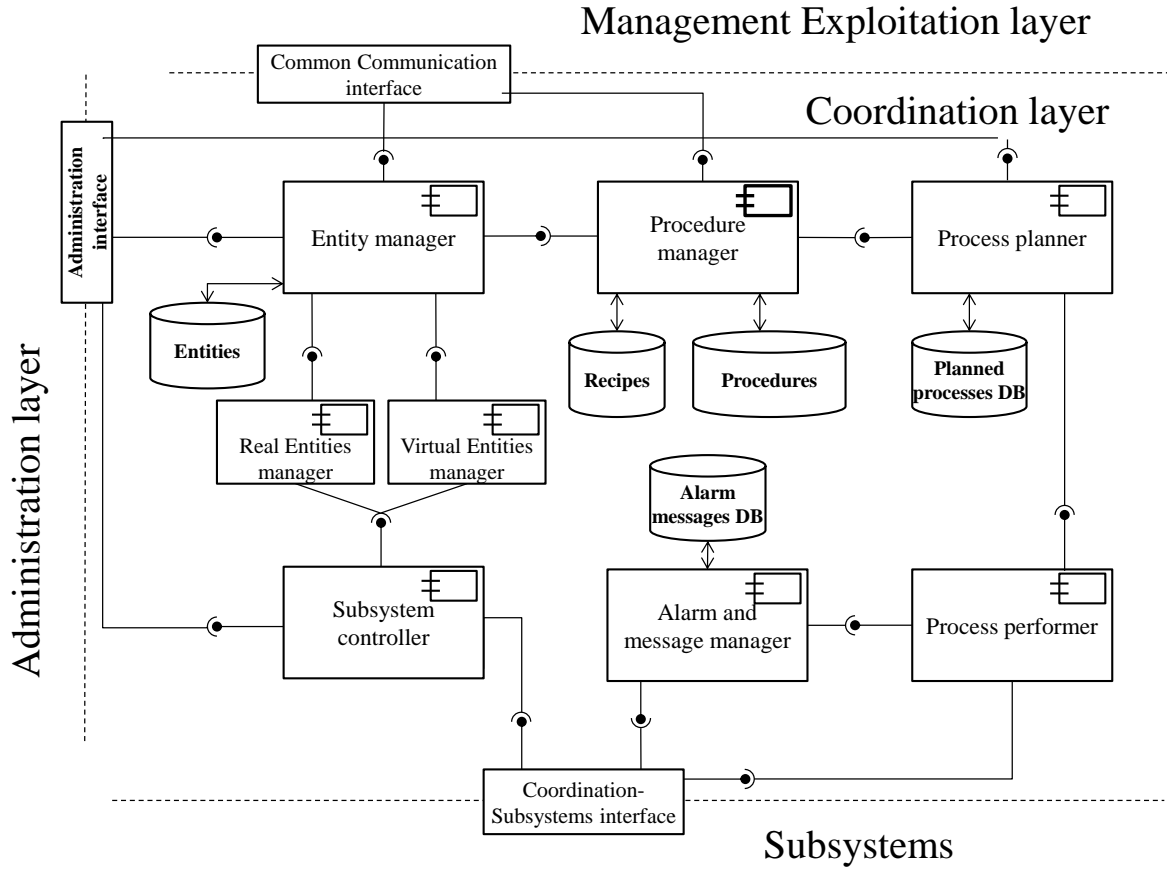 Management Exploitation layer
Common Communication
interface
Coordination layer
Administration
interface
Entity manager
Procedure
manager
Process planner
Entities
Recipes
Procedures
Planned
processes DB
Administration layer
Real Entities
manager
Virtual Entities
manager
Alarm
messages DB
Subsystem
controller
Alarm and
message manager
Process performer
Coordination-
Subsystems interface
Subsystems